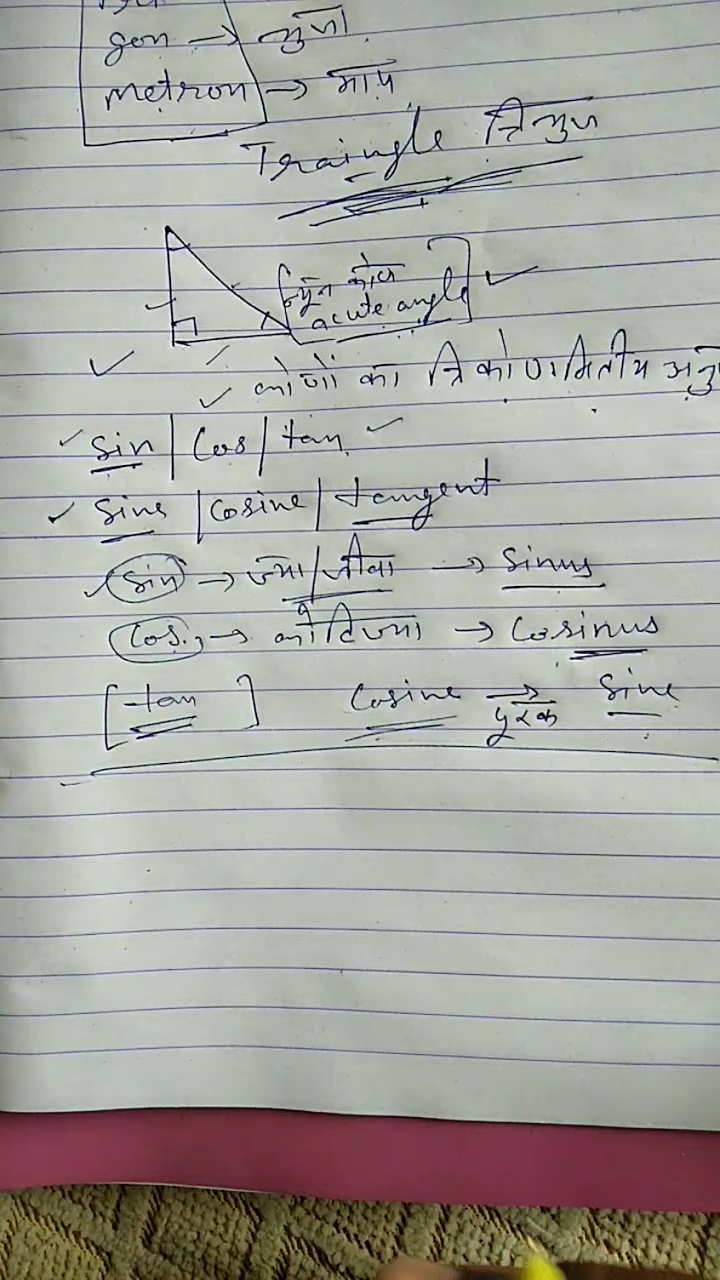 gon → भुजा
metron → माप
Traingle त्रिभुज
न्यून कोण
acute angle
कोणों का त्रिकोणमितीय
sin | Cos | tan
Sine | Cosine | tangent
Sin → ज्या/जीवा → Sinus
Cos. → कोटिज्या → Cosinus
[tan] Cosine → Sine
पूरक